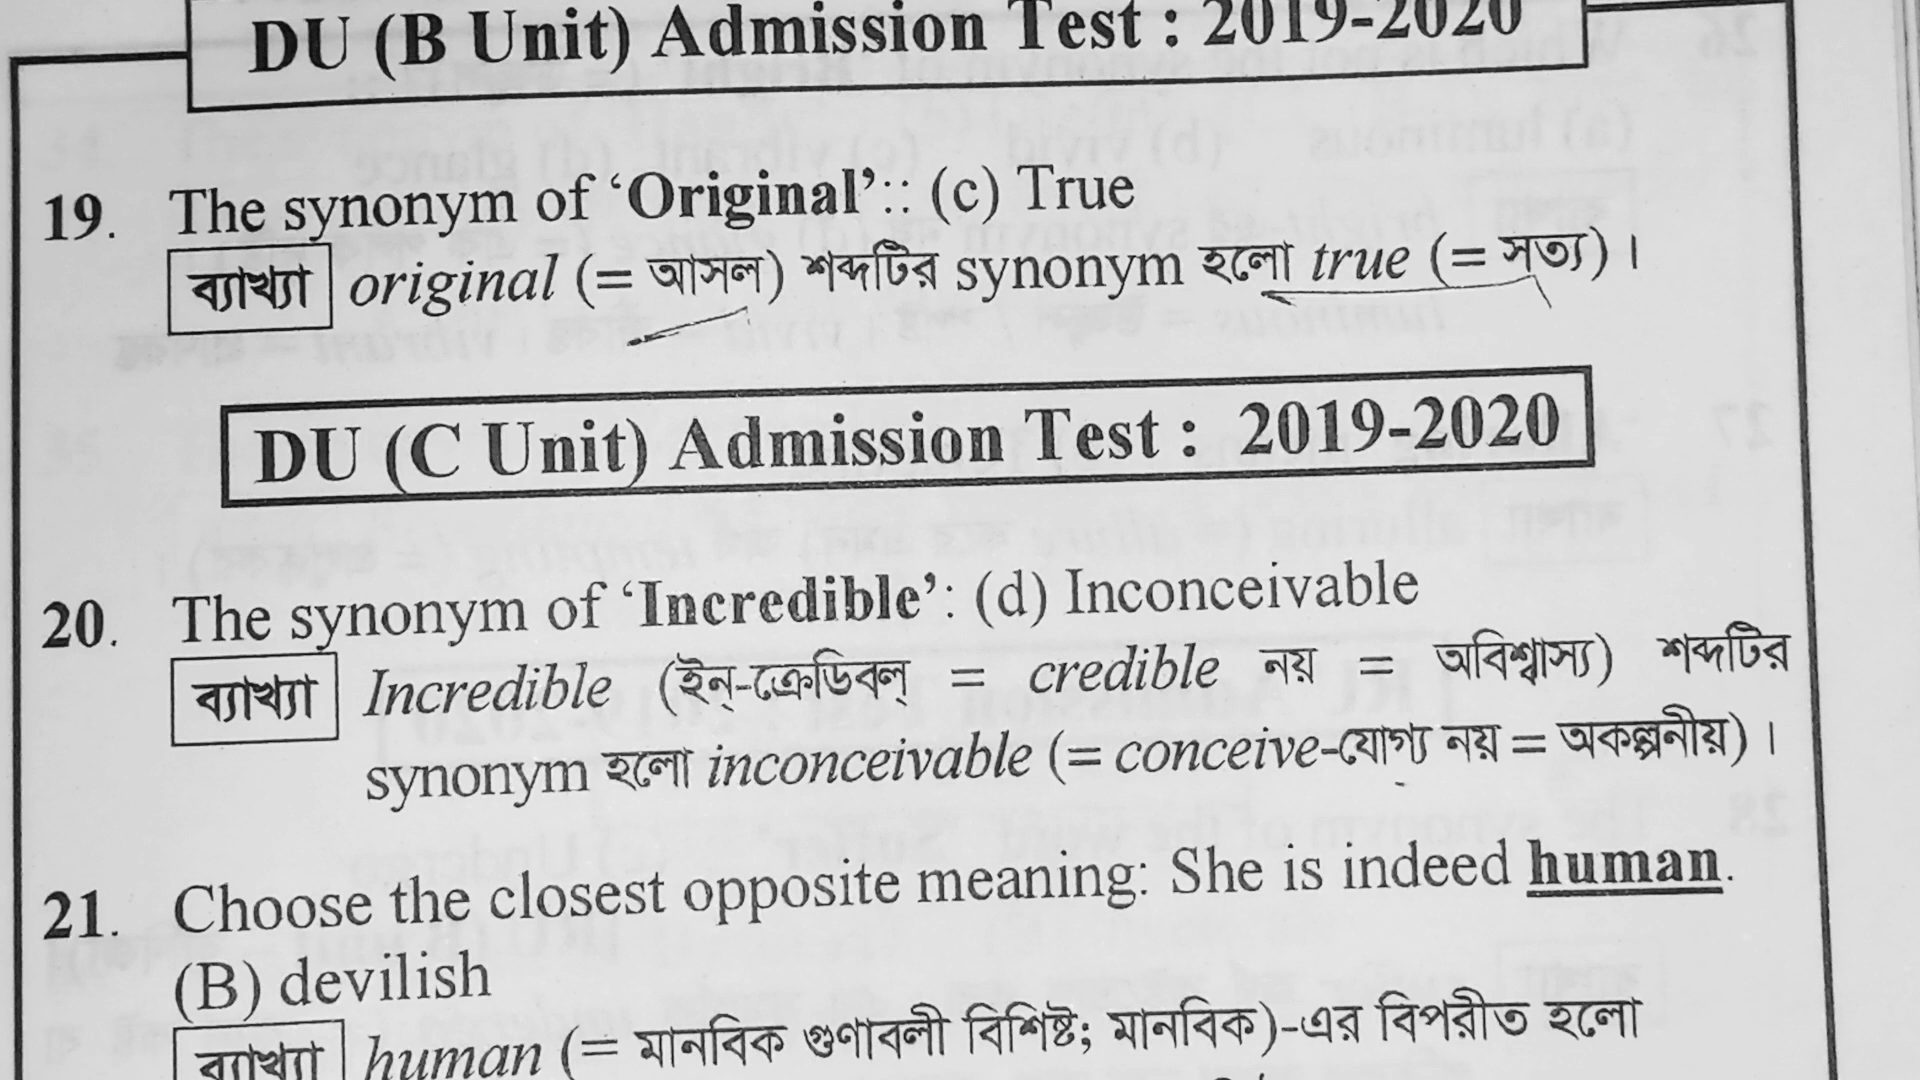 DU (B Unit) Admission Test : 2019-2020
19. The synonym of ‘Original’:: (c) True
ব্যাখ্যা original (= আসল) শব্দটির synonym হলো true (= সত্য)।
DU (C Unit) Admission Test : 2019-2020
20. The synonym of ‘Incredible’: (d) Inconceivable
ব্যাখ্যা Incredible (ইন্-ক্রেডিবল্ = credible নয় = অবিশ্বাস্য) শব্দটির
synonym হলো inconceivable (= conceive-যোগ্য নয় = অকল্পনীয়)।
21. Choose the closest opposite meaning: She is indeed human.
(B) devilish
ব্যাখ্যা human (= মানবিক গুণাবলী বিশিষ্ট; মানবিক)-এর বিপরীত হলো